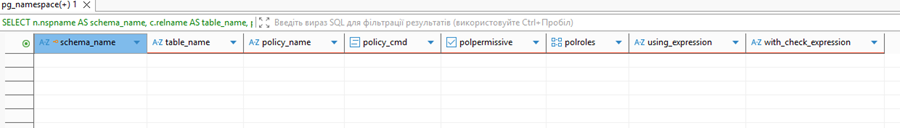 pg_namespace(+) 1
SELECT n.nspname AS schema_name, c.relname AS table_name, Введіть вираз SQL для фільтрації результатів (використовуйте Ctrl+Пробіл)
A-Z schema_name A-Z table_name A-Z policy_name policy_cmd polpermissive polroles A-Z using_expression A-Z with_check_expression